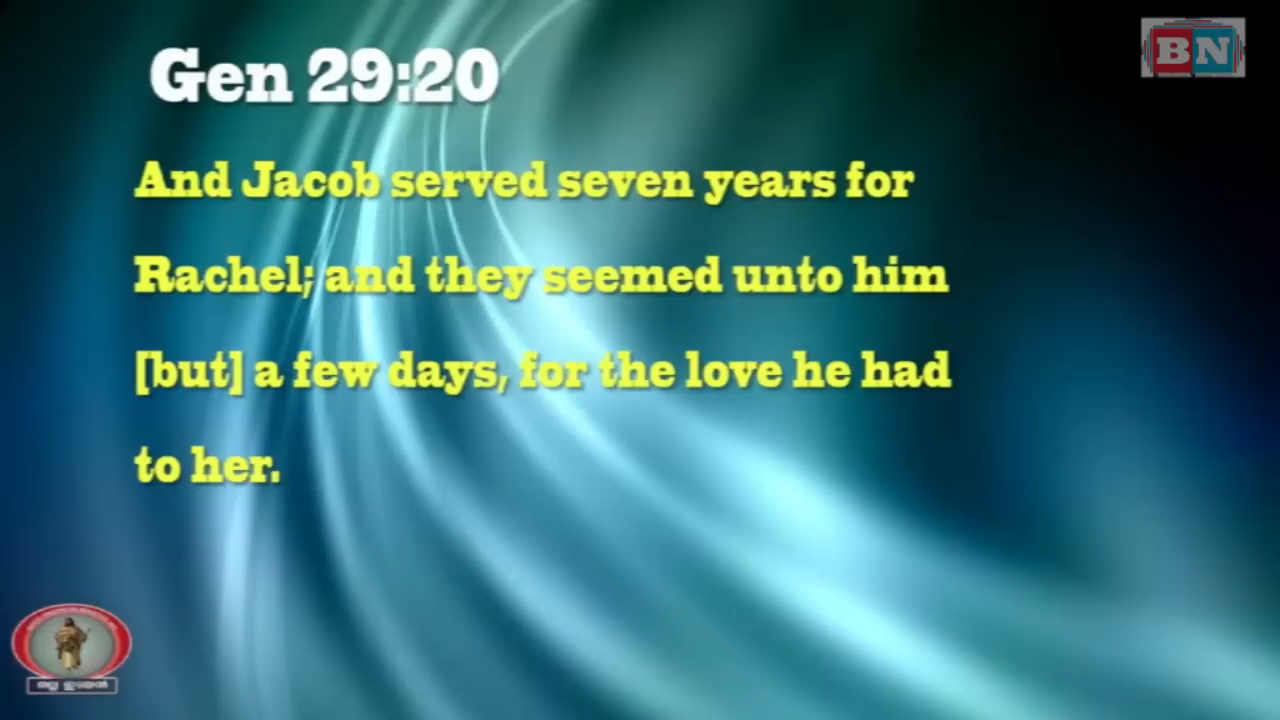 Gen 29:20
BN
And Jacob served seven years for
Rachel; and they seemed unto him
[but] a few days, for the love he had
to her.